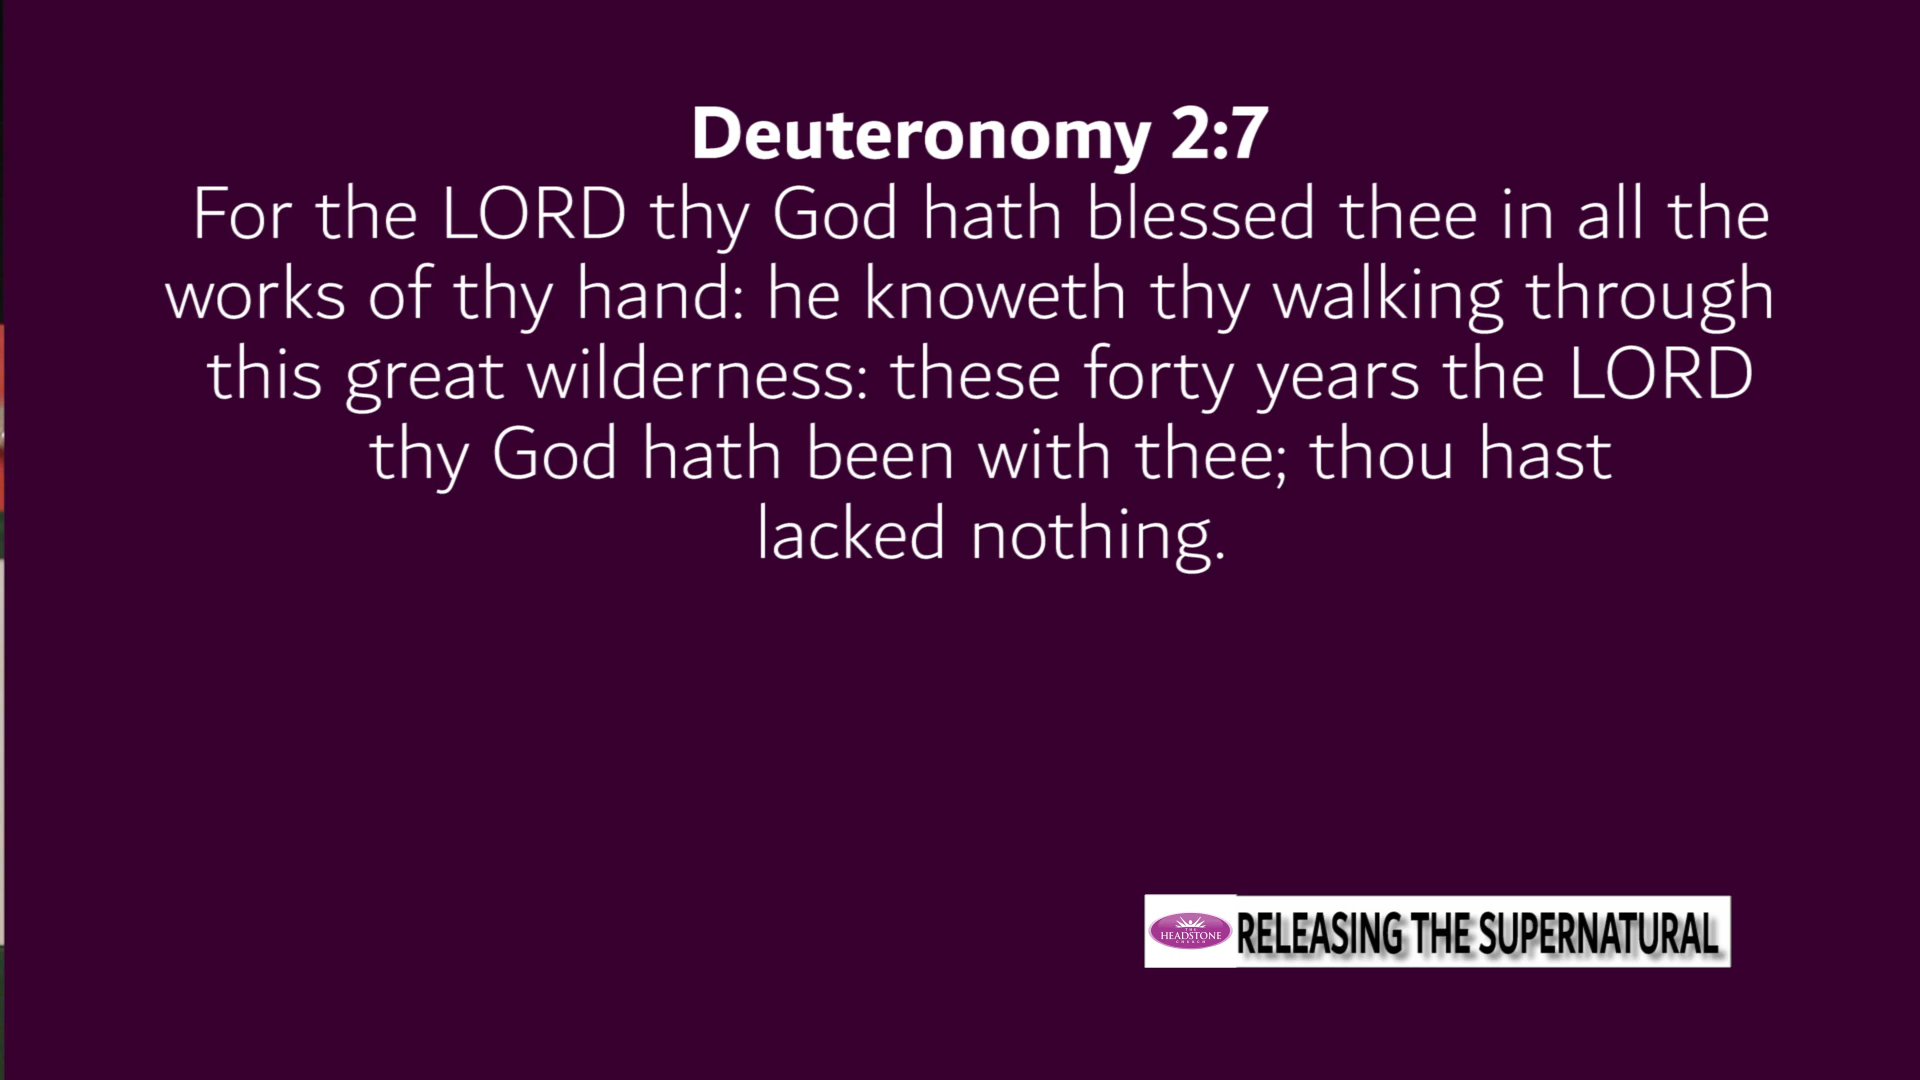 Deuteronomy 2:7
For the LORD thy God hath blessed thee in all the
works of thy hand: he knoweth thy walking through
this great wilderness: these forty years the LORD
thy God hath been with thee; thou hast
lacked nothing.
THE
HEADSTONE
CHURCH
RELEASING THE SUPERNATURAL